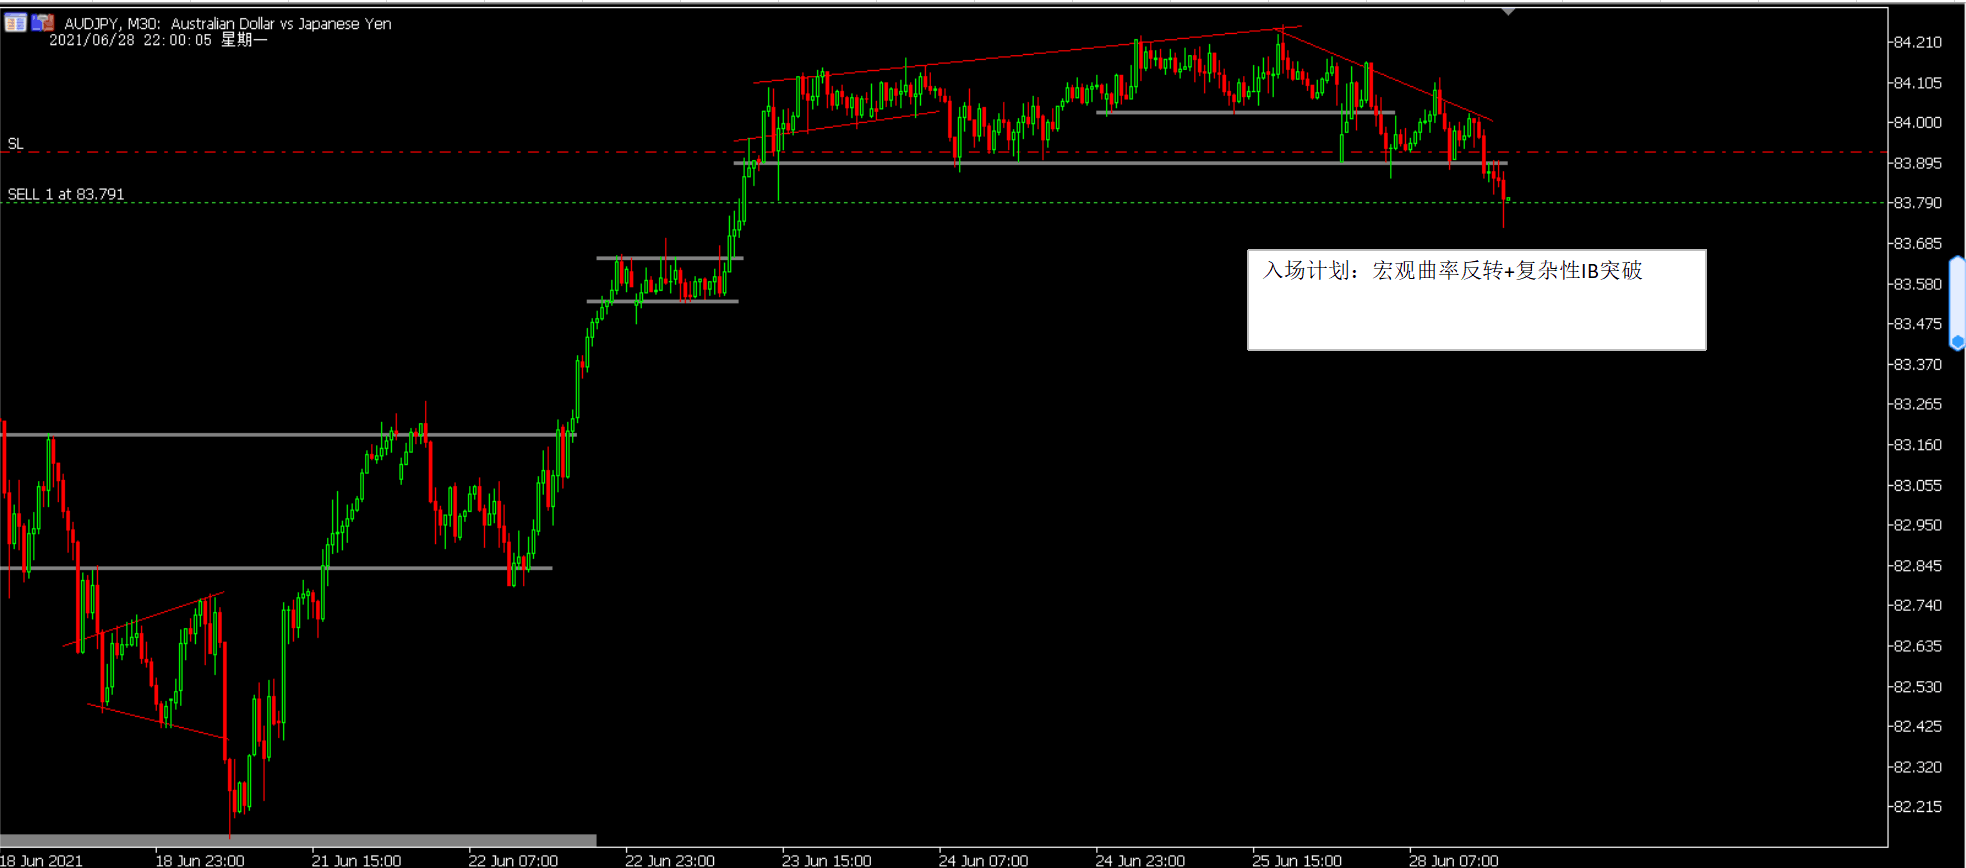 AUDJPY, M30: Australian Dollar vs Japanese Yen
2021/06/28 22:00:05 星期一
SL
SELL 1 at 83.791
入场计划：宏观曲率反转+复杂性IB突破
84.210
84.105
84.000
83.895
83.790
83.685
83.580
83.475
83.370
83.265
83.160
83.055
82.950
82.845
82.740
82.635
82.530
82.425
82.320
82.215
18 Jun 2021
18 Jun 23:00
21 Jun 15:00
22 Jun 07:00
22 Jun 23:00
23 Jun 15:00
24 Jun 07:00
24 Jun 23:00
25 Jun 15:00
28 Jun 07:00